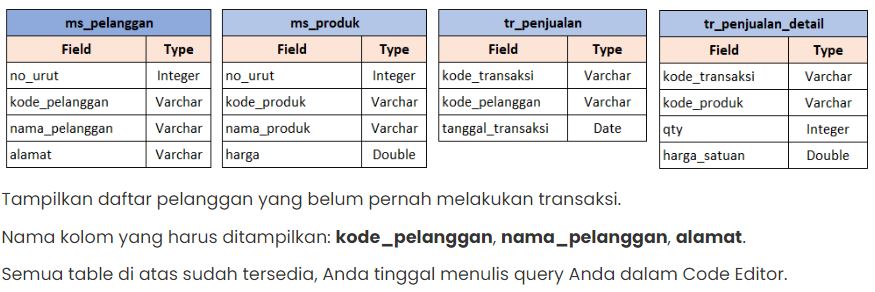 ms_pelanggan
Field Type
no_urut Integer
kode_pelanggan Varchar
nama_pelanggan Varchar
alamat Varchar
ms_produk
Field Type
no_urut Integer
kode_produk Varchar
nama_produk Varchar
harga Double
tr_penjualan
Field Type
kode_transaksi Varchar
kode_pelanggan Varchar
tanggal_transaksi Date
tr_penjualan_detail
Field Type
kode_transaksi Varchar
kode_produk Varchar
qty Integer
harga_satuan Double
Tampilkan daftar pelanggan yang belum pernah melakukan transaksi.
Nama kolom yang harus ditampilkan: kode_pelanggan, nama_pelanggan, alamat.
Semua table di atas sudah tersedia, Anda tinggal menulis query Anda dalam Code Editor.